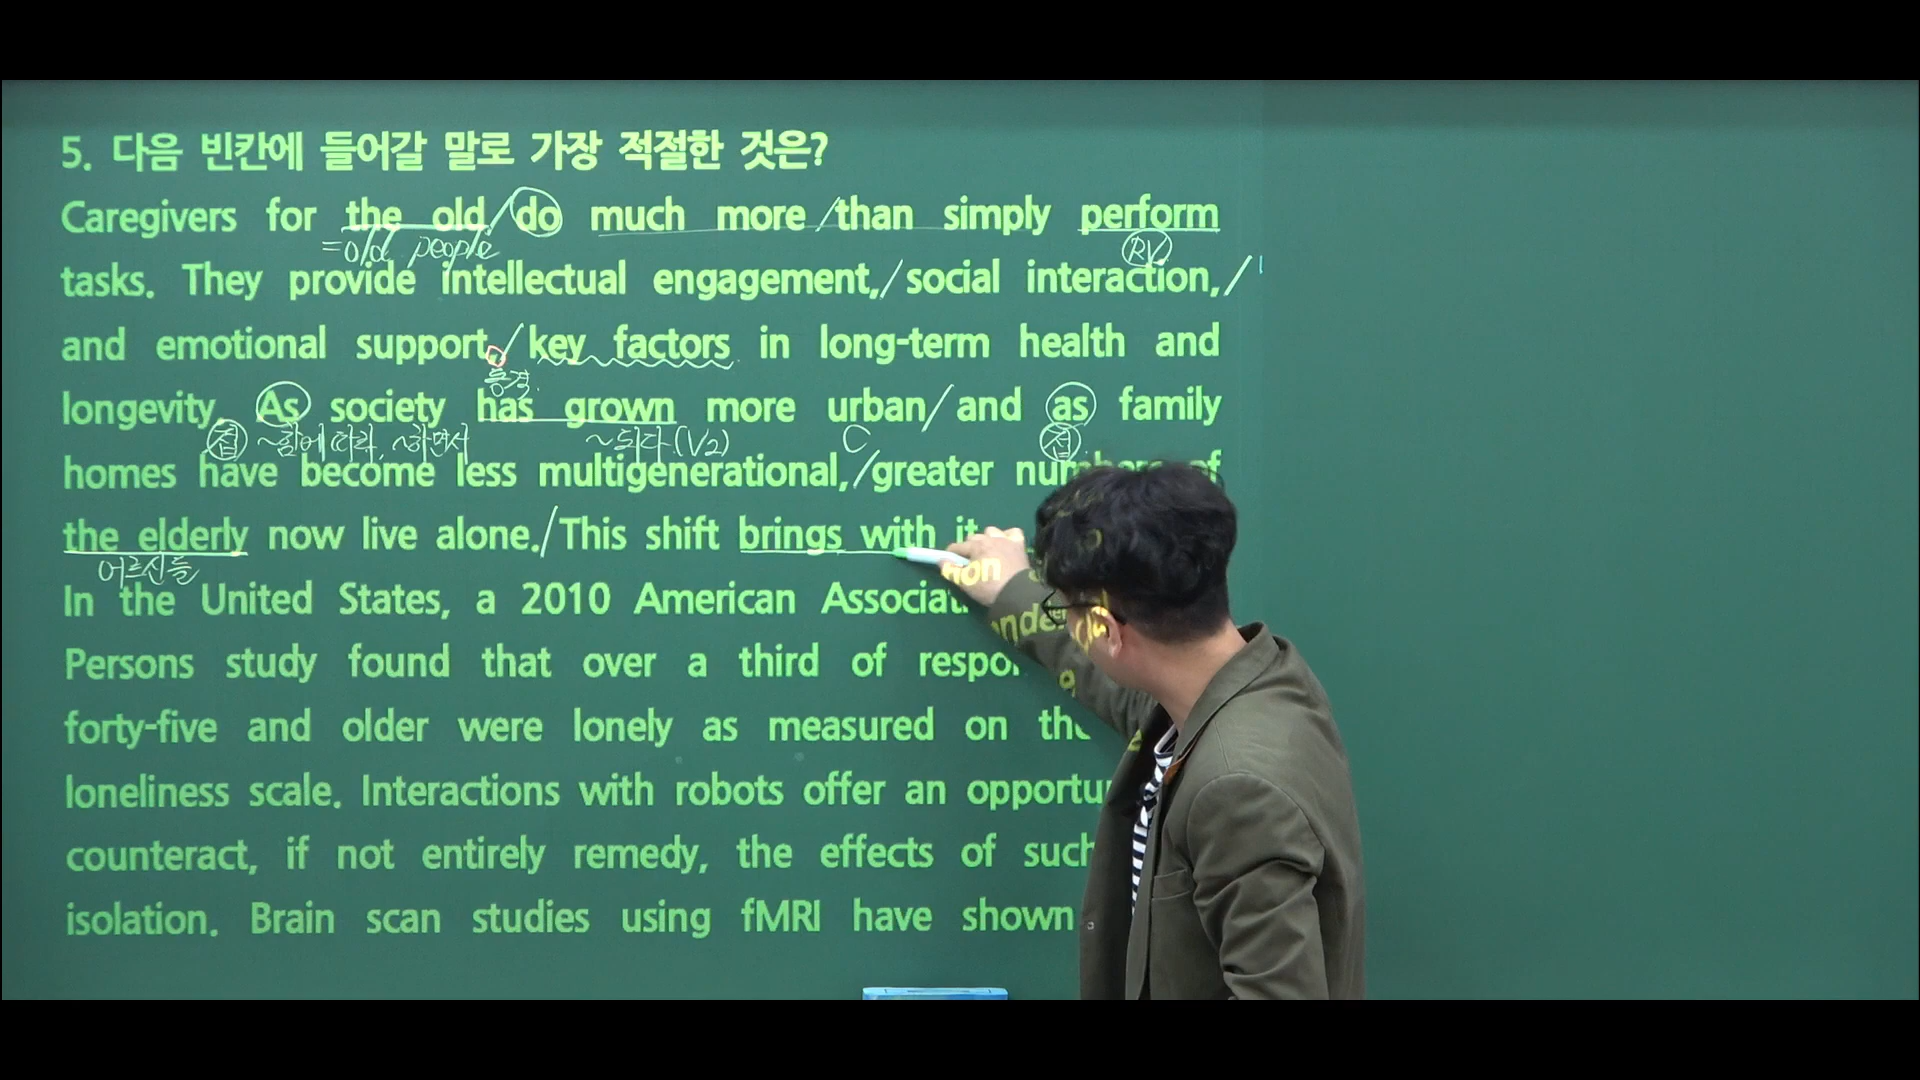 5. 다음 빈칸에 들어갈 말로 가장 적절한 것은?
Caregivers for the old/do much more/than simply perform
=old people RV
tasks. They provide intellectual engagement,/social interaction,/
and emotional support,/key factors in long-term health and
동격
longevity. As society has grown more urban/and as family
접 ~함에 따라, ~하면서 ~되다 (V2) C 접
homes have become less multigenerational,/greater numbers of
the elderly now live alone./This shift brings with it
어르신들
In the United States, a 2010 American
Persons study found that over a third of
forty-five and older were lonely as measured on
loneliness scale. Interactions with robots offer an
counteract, if not entirely remedy, the effects of such
isolation. Brain scan studies using fMRI have shown